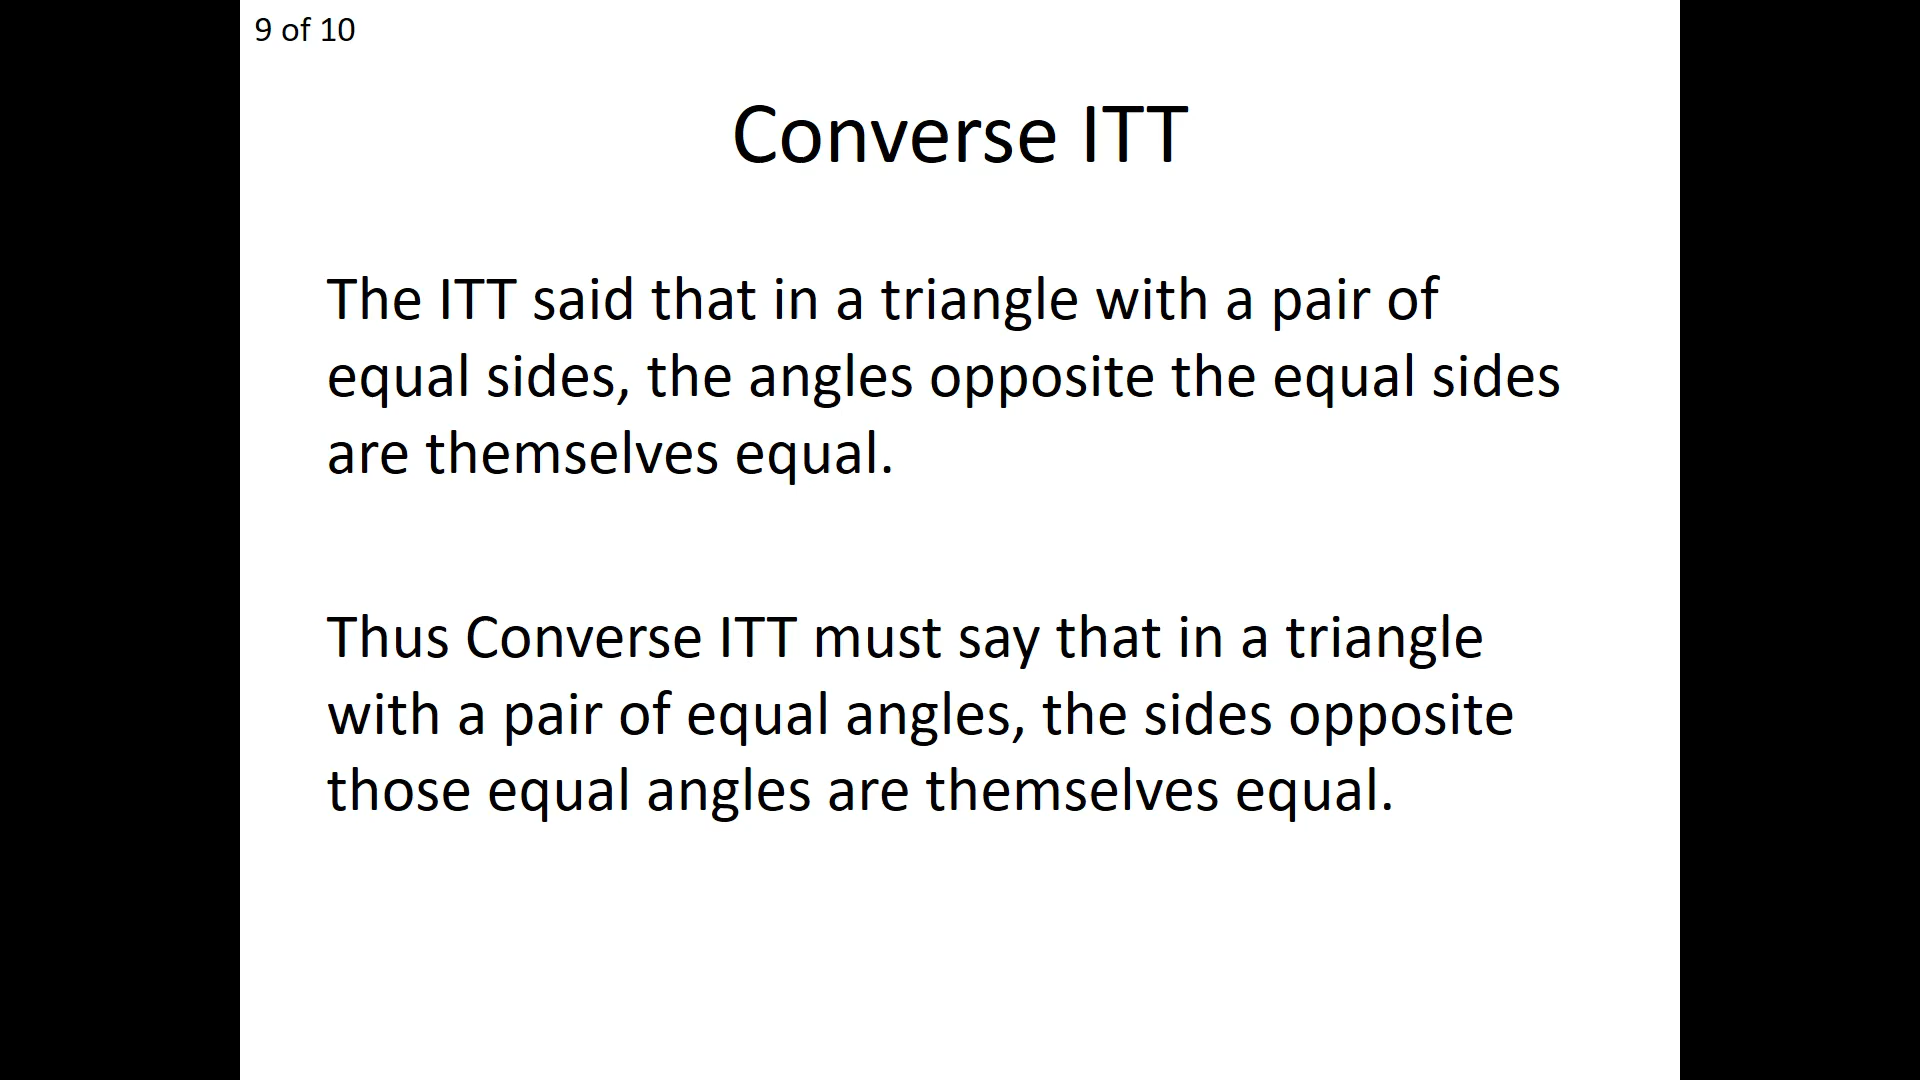 9 of 10
Converse ITT
The ITT said that in a triangle with a pair of
equal sides, the angles opposite the equal sides
are themselves equal.
Thus Converse ITT must say that in a triangle
with a pair of equal angles, the sides opposite
those equal angles are themselves equal.